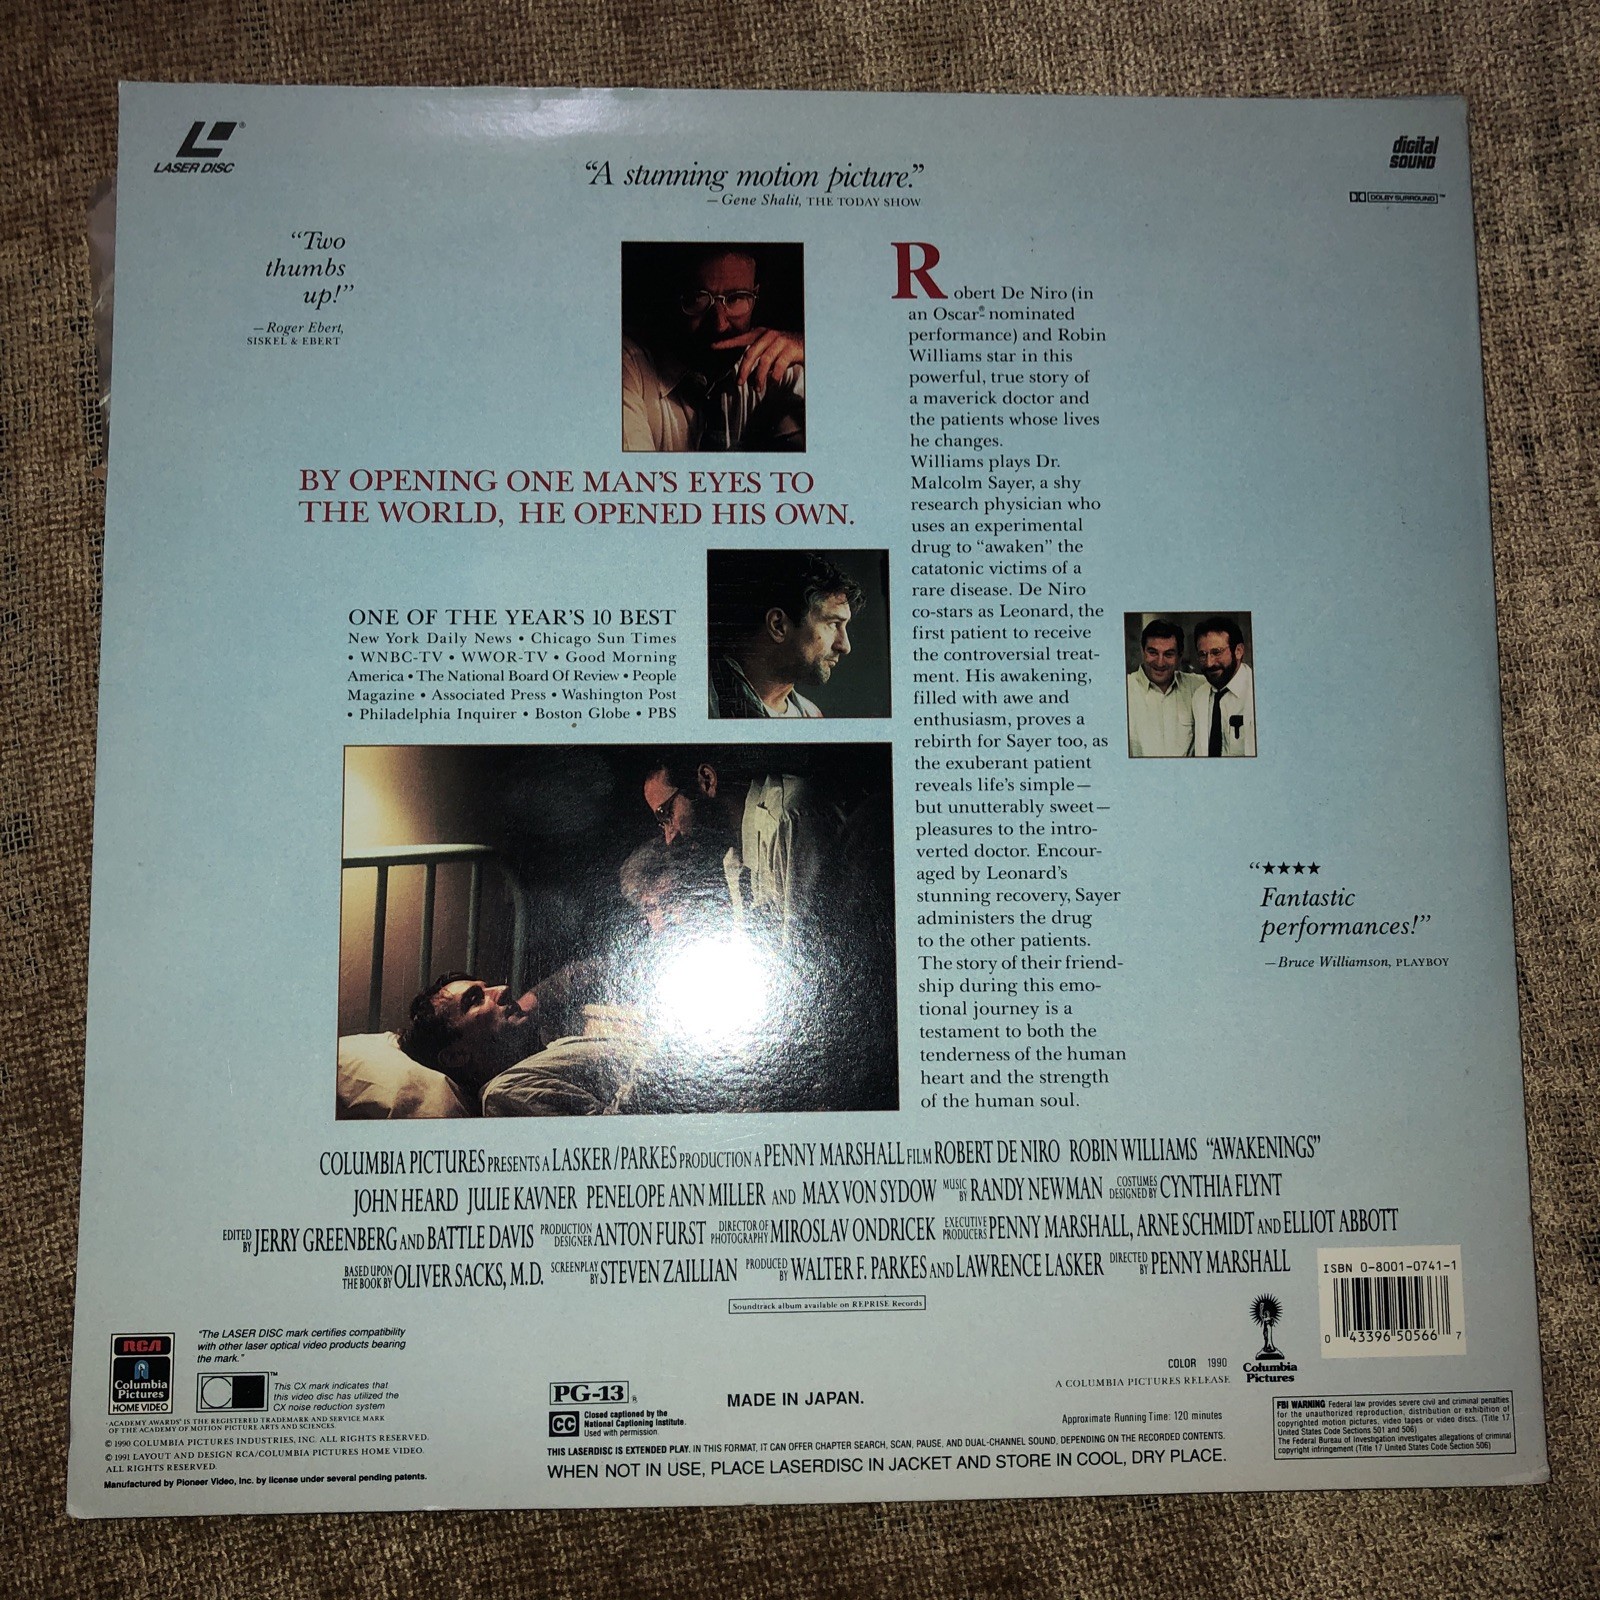 LASER DISC
digital
SOUND
DOLBY SURROUND
"A stunning motion picture."
—Gene Shalit, THE TODAY SHOW
"Two
thumbs
up!"
—Roger Ebert,
SISKEL & EBERT
BY OPENING ONE MAN'S EYES TO
THE WORLD, HE OPENED HIS OWN.
ONE OF THE YEAR'S 10 BEST
New York Daily News • Chicago Sun Times
• WNBC-TV • WWOR-TV • Good Morning
America • The National Board Of Review • People
Magazine • Associated Press • Washington Post
• Philadelphia Inquirer • Boston Globe • PBS
Robert De Niro (in
an Oscar® nominated
performance) and Robin
Williams star in this
powerful, true story of
a maverick doctor and
the patients whose lives
he changes.
Williams plays Dr.
Malcolm Sayer, a shy
research physician who
uses an experimental
drug to "awaken" the
catatonic victims of a
rare disease. De Niro
co-stars as Leonard, the
first patient to receive
the controversial treat-
ment. His awakening,
filled with awe and
enthusiasm, proves a
rebirth for Sayer too, as
the exuberant patient
reveals life's simple—
but unutterably sweet—
pleasures to the intro-
verted doctor. Encour-
aged by Leonard's
stunning recovery, Sayer
administers the drug
to the other patients.
The story of their friend-
ship during this emo-
tional journey is a
testament to both the
tenderness of the human
heart and the strength
of the human soul.
"★★★★
Fantastic
performances!"
—Bruce Williamson, PLAYBOY
COLUMBIA PICTURES PRESENTS A LASKER/PARKES PRODUCTION A PENNY MARSHALL FILM ROBERT DE NIRO ROBIN WILLIAMS "AWAKENINGS"
JOHN HEARD JULIE KAVNER PENELOPE ANN MILLER AND MAX VON SYDOW MUSIC BY RANDY NEWMAN COSTUMES DESIGNED BY CYNTHIA FLYNT
EDITED BY JERRY GREENBERG AND BATTLE DAVIS PRODUCTION DESIGNER ANTON FURST DIRECTOR OF PHOTOGRAPHY MIROSLAV ONDRICEK EXECUTIVE PRODUCERS PENNY MARSHALL, ARNE SCHMIDT AND ELLIOT ABBOTT
BASED UPON THE BOOK BY OLIVER SACKS, M.D. SCREENPLAY BY STEVEN ZAILLIAN PRODUCED BY WALTER F. PARKES AND LAWRENCE LASKER DIRECTED BY PENNY MARSHALL
Soundtrack album available on REPRISE Records
ISBN 0-8001-0741-1
0 43396 50566 7
RCA
Columbia
Pictures
HOME VIDEO
"The LASER DISC mark certifies compatibility
with other laser optical video products bearing
the mark."
CX
This CX mark indicates that
this video disc has utilized the
CX noise reduction system
"ACADEMY AWARDS" IS THE REGISTERED TRADEMARK AND SERVICE MARK
OF THE ACADEMY OF MOTION PICTURE ARTS AND SCIENCES.
© 1990 COLUMBIA PICTURES INDUSTRIES, INC. ALL RIGHTS RESERVED.
© 1991 LAYOUT AND DESIGN RCA/COLUMBIA PICTURES HOME VIDEO.
ALL RIGHTS RESERVED.
Manufactured by Pioneer Video, Inc. by license under several pending patents.
PG-13 ®
CC
Closed captioned by the
National Captioning Institute.
Used with permission.
MADE IN JAPAN.
COLOR 1990
A COLUMBIA PICTURES RELEASE
Columbia
Pictures
Approximate Running Time: 120 minutes
THIS LASERDISC IS EXTENDED PLAY. IN THIS FORMAT, IT CAN OFFER CHAPTER SEARCH, SCAN, PAUSE, AND DUAL-CHANNEL SOUND, DEPENDING ON THE RECORDED CONTENTS.
WHEN NOT IN USE, PLACE LASERDISC IN JACKET AND STORE IN COOL, DRY PLACE.
FBI WARNING Federal law provides severe civil and criminal penalties
for the unauthorized reproduction, distribution or exhibition of
copyrighted motion pictures, video tapes or video discs. (Title 17
United States Code Sections 501 and 506)
The Federal Bureau of Investigation investigates allegations of criminal
copyright infringement (Title 17 United States Code Section 506)